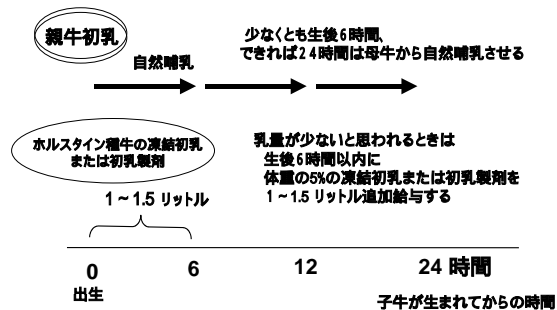 親牛初乳
自然哺乳
少なくとも生後6時間、
できれば24時間は母牛から自然哺乳させる
ホルスタイン種牛の凍結初乳
または初乳製剤
1～1.5 リットル
乳量が少ないと思われるときは
生後6時間以内に
体重の5%の凍結初乳または初乳製剤を
1～1.5 リットル追加給与する
0 6 12 24 時間
出生
子牛が生まれてからの時間